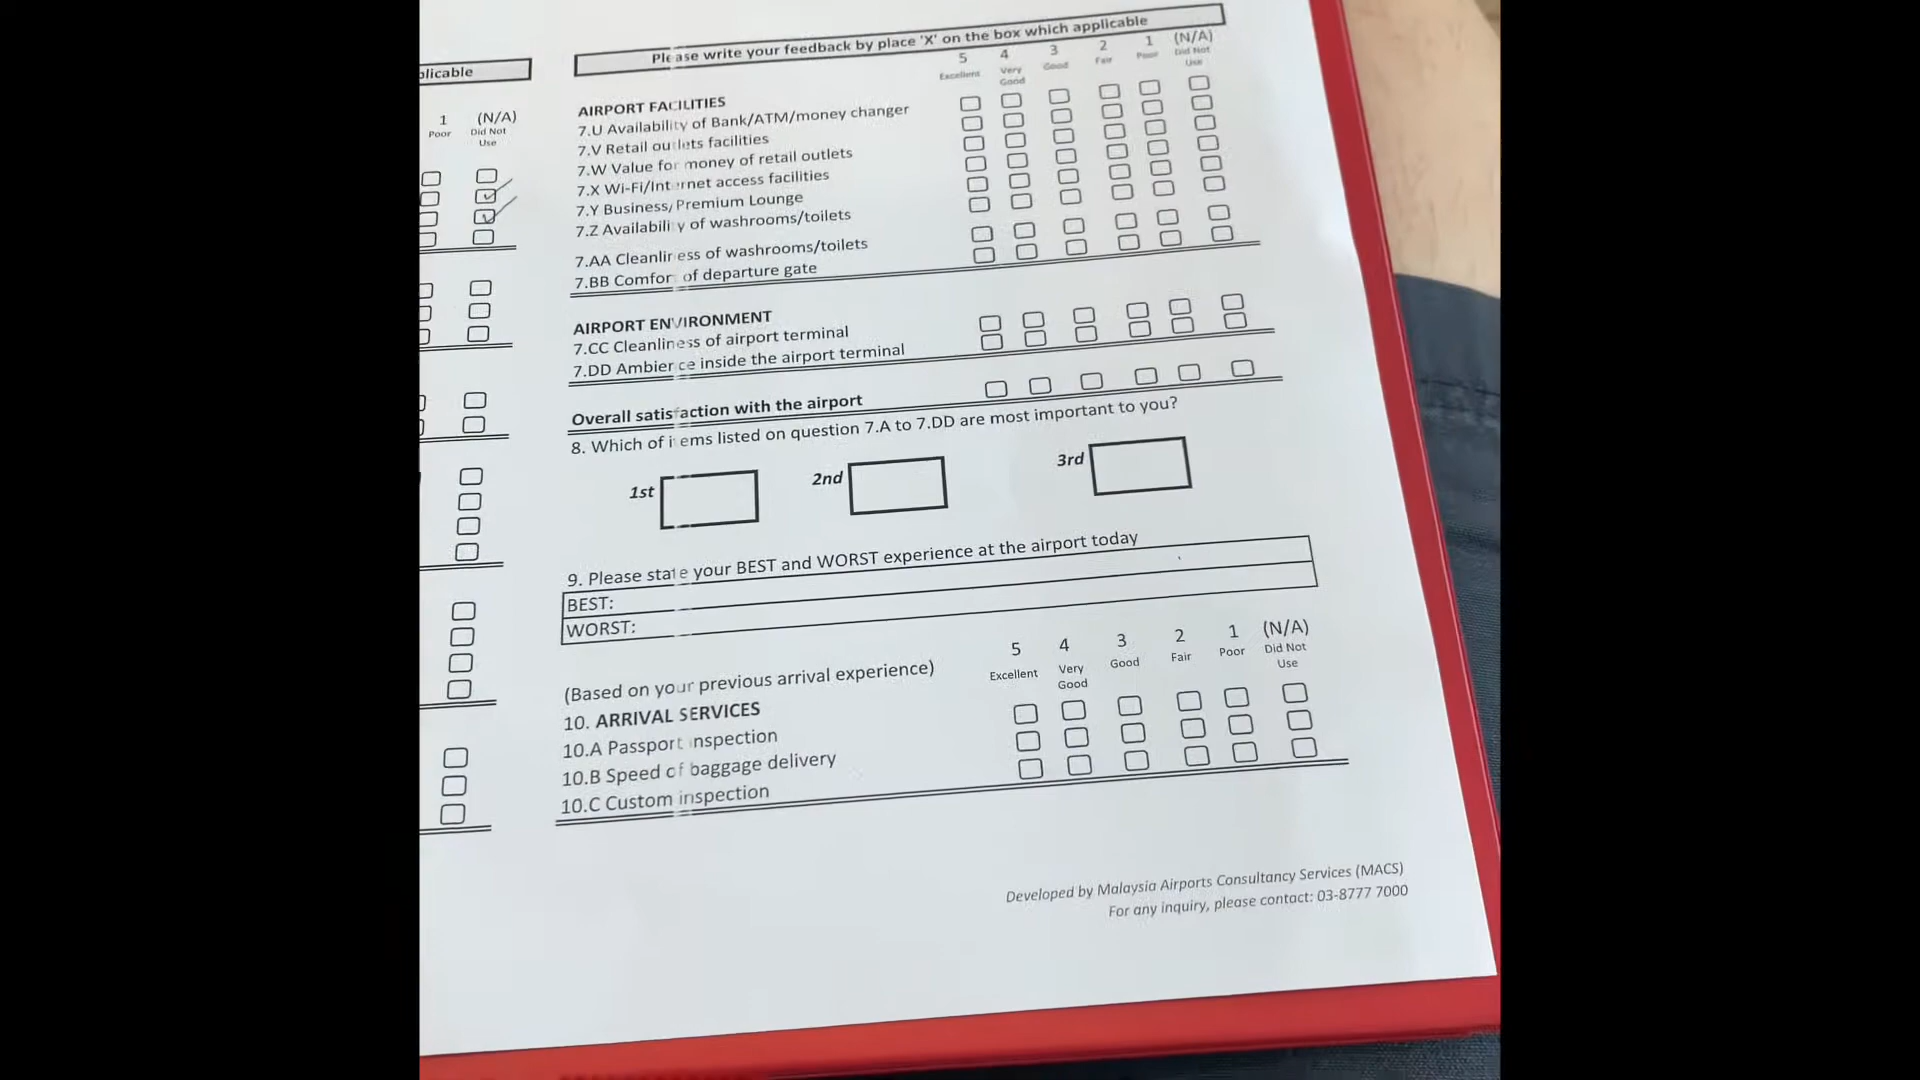 plicable
1 (N/A)
Poor Did Not
Use
Please write your feedback by place 'X' on the box which applicable
5 4 3 2 1 (N/A)
Excellent Very Good Fair Poor Did Not
Good Use
AIRPORT FACILITIES
7.U Availability of Bank/ATM/money changer
7.V Retail outlets facilities
7.W Value for money of retail outlets
7.X Wi-Fi/Internet access facilities
7.Y Business/Premium Lounge
7.Z Availability of washrooms/toilets
7.AA Cleanliness of washrooms/toilets
7.BB Comfort of departure gate
AIRPORT ENVIRONMENT
7.CC Cleanliness of airport terminal
7.DD Ambience inside the airport terminal
Overall satisfaction with the airport
8. Which of items listed on question 7.A to 7.DD are most important to you?
1st 2nd 3rd
9. Please state your BEST and WORST experience at the airport today
BEST:
WORST:
5 4 3 2 1 (N/A)
Excellent Very Good Fair Poor Did Not
Good Use
(Based on your previous arrival experience)
10. ARRIVAL SERVICES
10.A Passport inspection
10.B Speed of baggage delivery
10.C Custom inspection
Developed by Malaysia Airports Consultancy Services (MACS)
For any inquiry, please contact: 03-8777 7000